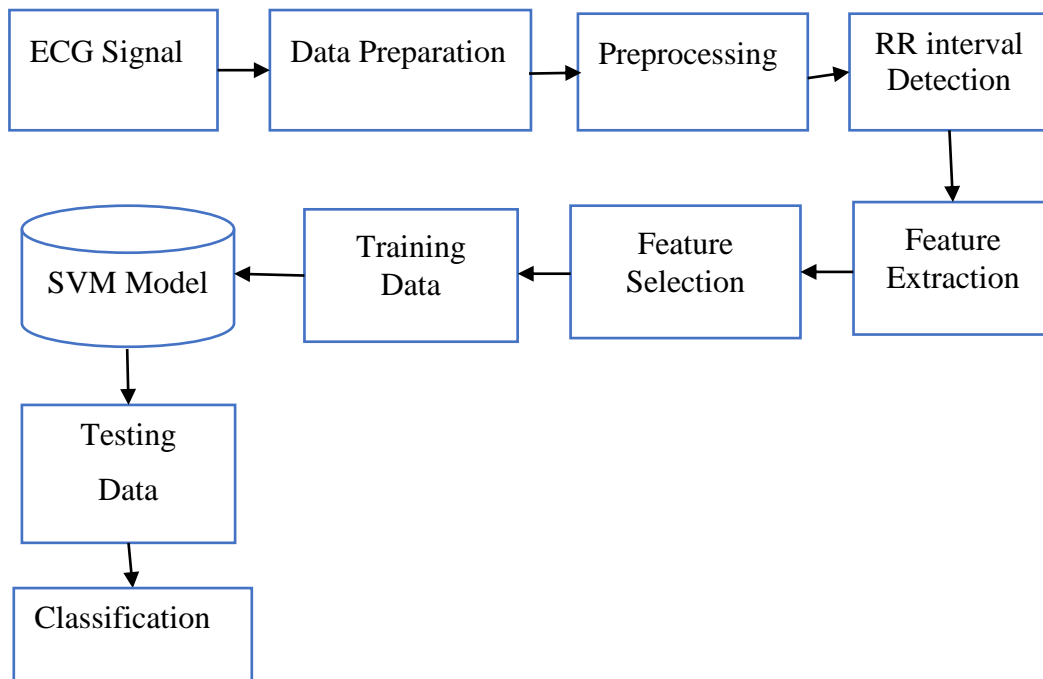 ECG Signal
Data Preparation
Preprocessing
RR interval
Detection
Feature
Extraction
Feature
Selection
Training
Data
SVM Model
Testing
Data
Classification